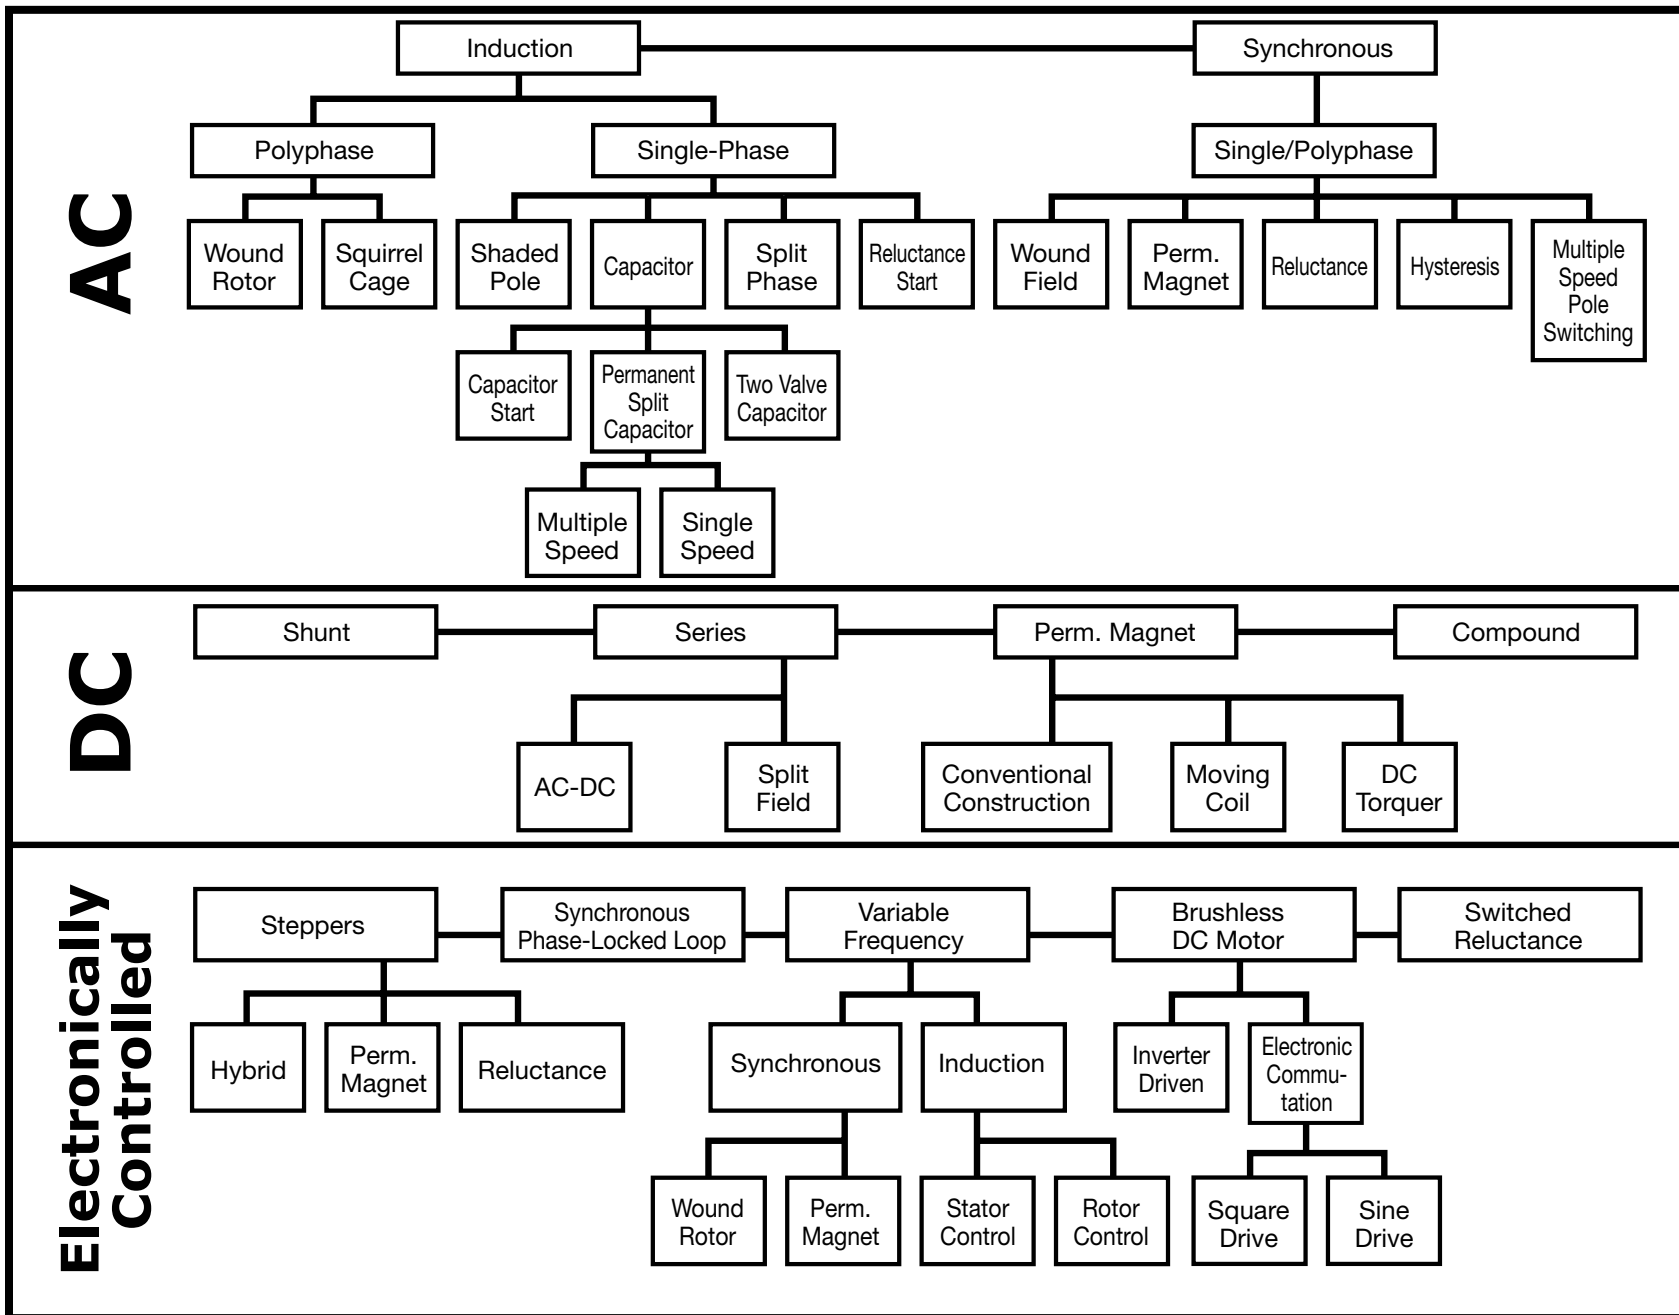 AC
Induction
Synchronous
Polyphase
Single-Phase
Single/Polyphase
Wound
Rotor
Squirrel
Cage
Shaded
Pole
Capacitor
Split
Phase
Reluctance
Start
Wound
Field
Perm.
Magnet
Reluctance
Hysteresis
Multiple
Speed
Pole
Switching
Capacitor
Start
Permanent
Split
Capacitor
Two Valve
Capacitor
Multiple
Speed
Single
Speed
DC
Shunt
Series
Perm. Magnet
Compound
AC-DC
Split
Field
Conventional
Construction
Moving
Coil
DC
Torquer
Electronically
Controlled
Steppers
Synchronous
Phase-Locked Loop
Variable
Frequency
Brushless
DC Motor
Switched
Reluctance
Hybrid
Perm.
Magnet
Reluctance
Synchronous
Induction
Inverter
Driven
Electronic
Commu-
tation
Wound
Rotor
Perm.
Magnet
Stator
Control
Rotor
Control
Square
Drive
Sine
Drive